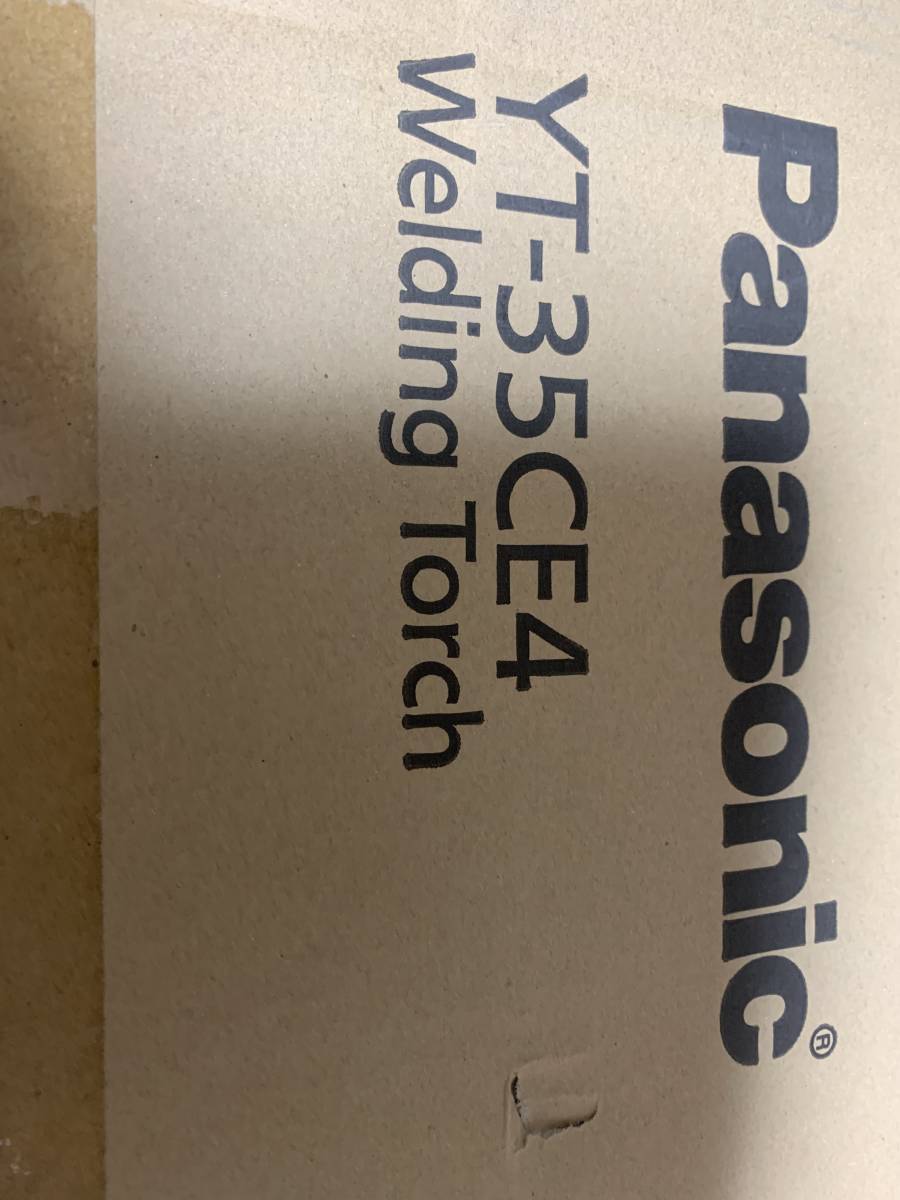 Panasonic®
YT-35CE4
Welding Torch